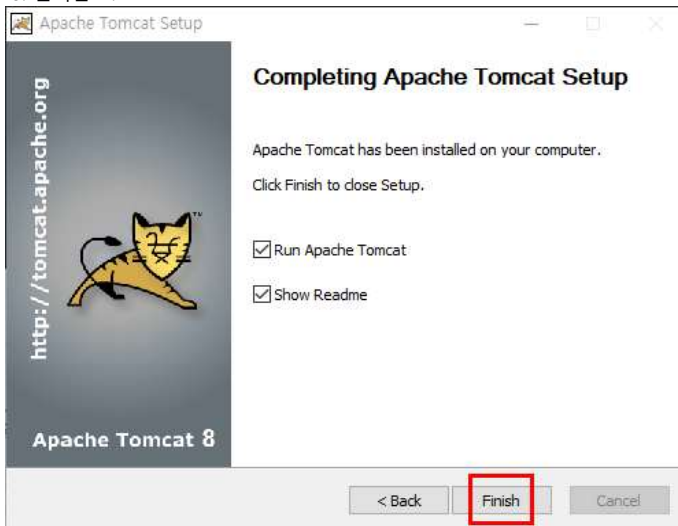 Apache Tomcat Setup
http://tomcat.apache.org
Completing Apache Tomcat Setup
Apache Tomcat has been installed on your computer.
Click Finish to close Setup.
Run Apache Tomcat
Show Readme
TM
Apache Tomcat 8
< Back
Finish
Cancel